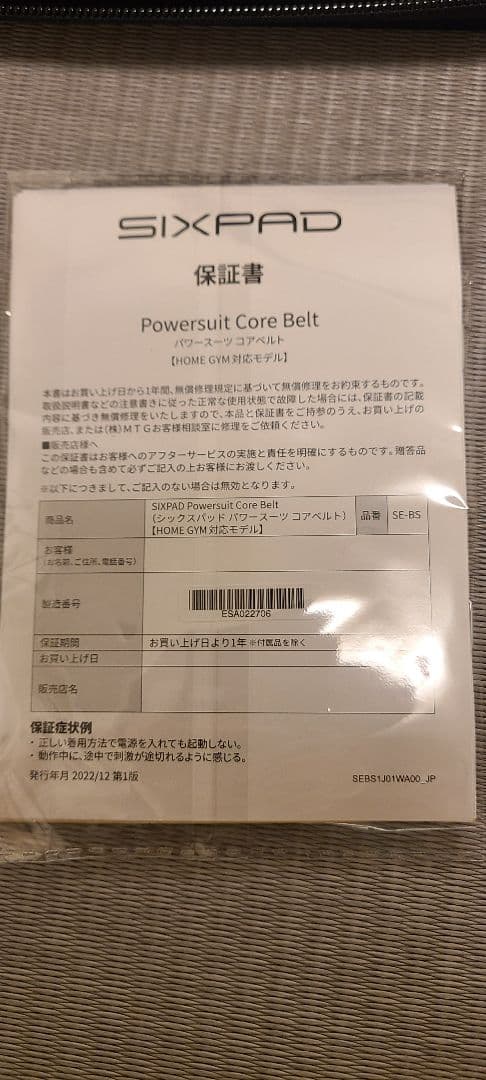 SIXPAD
保証書
Powersuit Core Belt
パワースーツ コアベルト
【HOME GYM 対応モデル】
本書はお買い上げ日から1年間、無償修理規定に基づいて無償修理をお約束するものです。
取扱説明書などの注意書きに従った正常な使用状態で故障した場合には、保証書の記載
内容に基づき無償修理をいたしますので、本品と保証書をご持参のうえ、お買い上げの
販売店、または(株)MTGお客様相談室に修理をご依頼ください。
■販売店様へ
この保証書はお客様へのアフターサービスの実施と責任を明確にするものです。贈答品
などの場合も含めて必ずご記入の上お客様にお渡しください。
※以下につきまして、ご記入のない場合は無効となります。
商品名 SIXPAD Powersuit Core Belt
(シックスパッド パワースーツ コアベルト)
【HOME GYM 対応モデル】
品番 SE-BS
お客様
(お名前、ご住所、電話番号)
製造番号 ESA022706
保証期間 お買い上げ日より1年 ※付属品を除く
お買い上げ日
販売店名
保証症状例
・正しい着用方法で電源を入れても起動しない。
・動作中に、途中で刺激が途切れるように感じる。
発行年月 2022/12 第1版 SEBS1J01WA00_JP